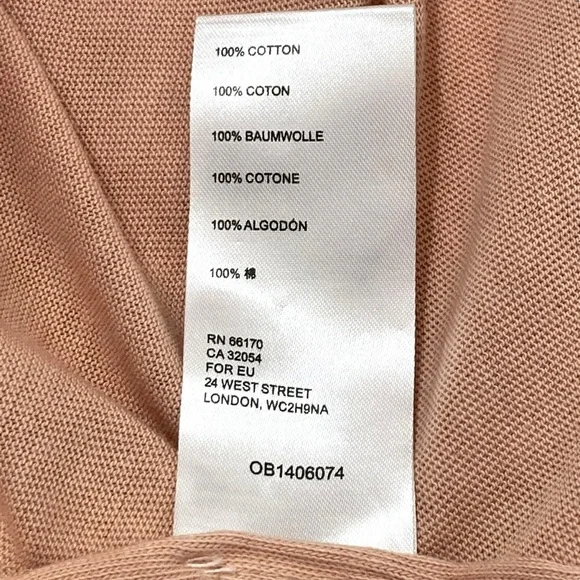 100% COTTON
100% COTON
100% BAUMWOLLE
100% COTONE
100% ALGODÓN
100% 棉
RN 66170
CA 32054
FOR EU
24 WEST STREET
LONDON, WC2H9NA
OB1406074